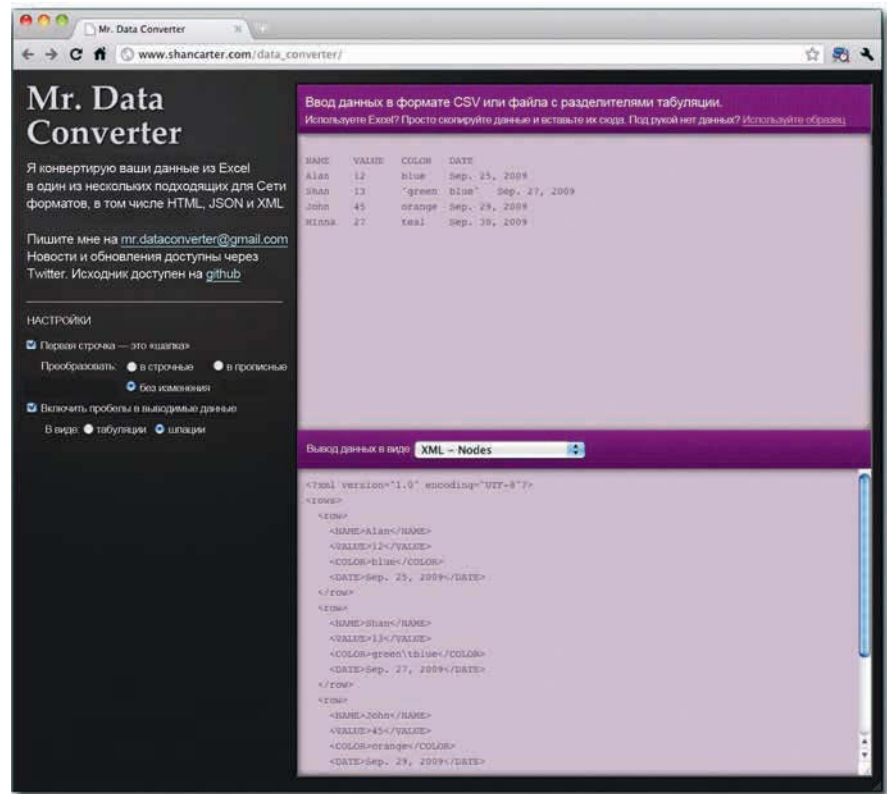 Mr. Data Converter
www.shancarter.com/data_converter/
Mr. Data
Converter
Я конвертирую ваши данные из Excel
в один из нескольких подходящих для Сети
форматов, в том числе HTML, JSON и XML
Пишите мне на mr.dataconverter@gmail.com
Новости и обновления доступны через
Twitter. Исходник доступен на github
НАСТРОЙКИ
Первая строчка — это «шапка»
Преобразовать: в строчные в прописные
без изменения
Включить пробелы в выводимые данные
В виде: табуляции шпации
Ввод данных в формате CSV или файла с разделителями табуляции.
Используете Excel? Просто скопируйте данные и вставьте их сюда. Под рукой нет данных? Используйте образец
NAME VALUE COLOR DATE
Alan 12 blue Sep. 25, 2009
Shan 13 "green blue" Sep. 27, 2009
John 45 orange Sep. 29, 2009
Minna 27 teal Sep. 30, 2009
Вывод данных в виде XML – Nodes
<?xml version="1.0" encoding="UTF-8"?>
<rows>
<row>
<NAME>Alan</NAME>
<VALUE>12</VALUE>
<COLOR>blue</COLOR>
<DATE>Sep. 25, 2009</DATE>
</row>
<row>
<NAME>Shan</NAME>
<VALUE>13</VALUE>
<COLOR>green\tblue</COLOR>
<DATE>Sep. 27, 2009</DATE>
</row>
<row>
<NAME>John</NAME>
<VALUE>45</VALUE>
<COLOR>orange</COLOR>
<DATE>Sep. 29, 2009</DATE>